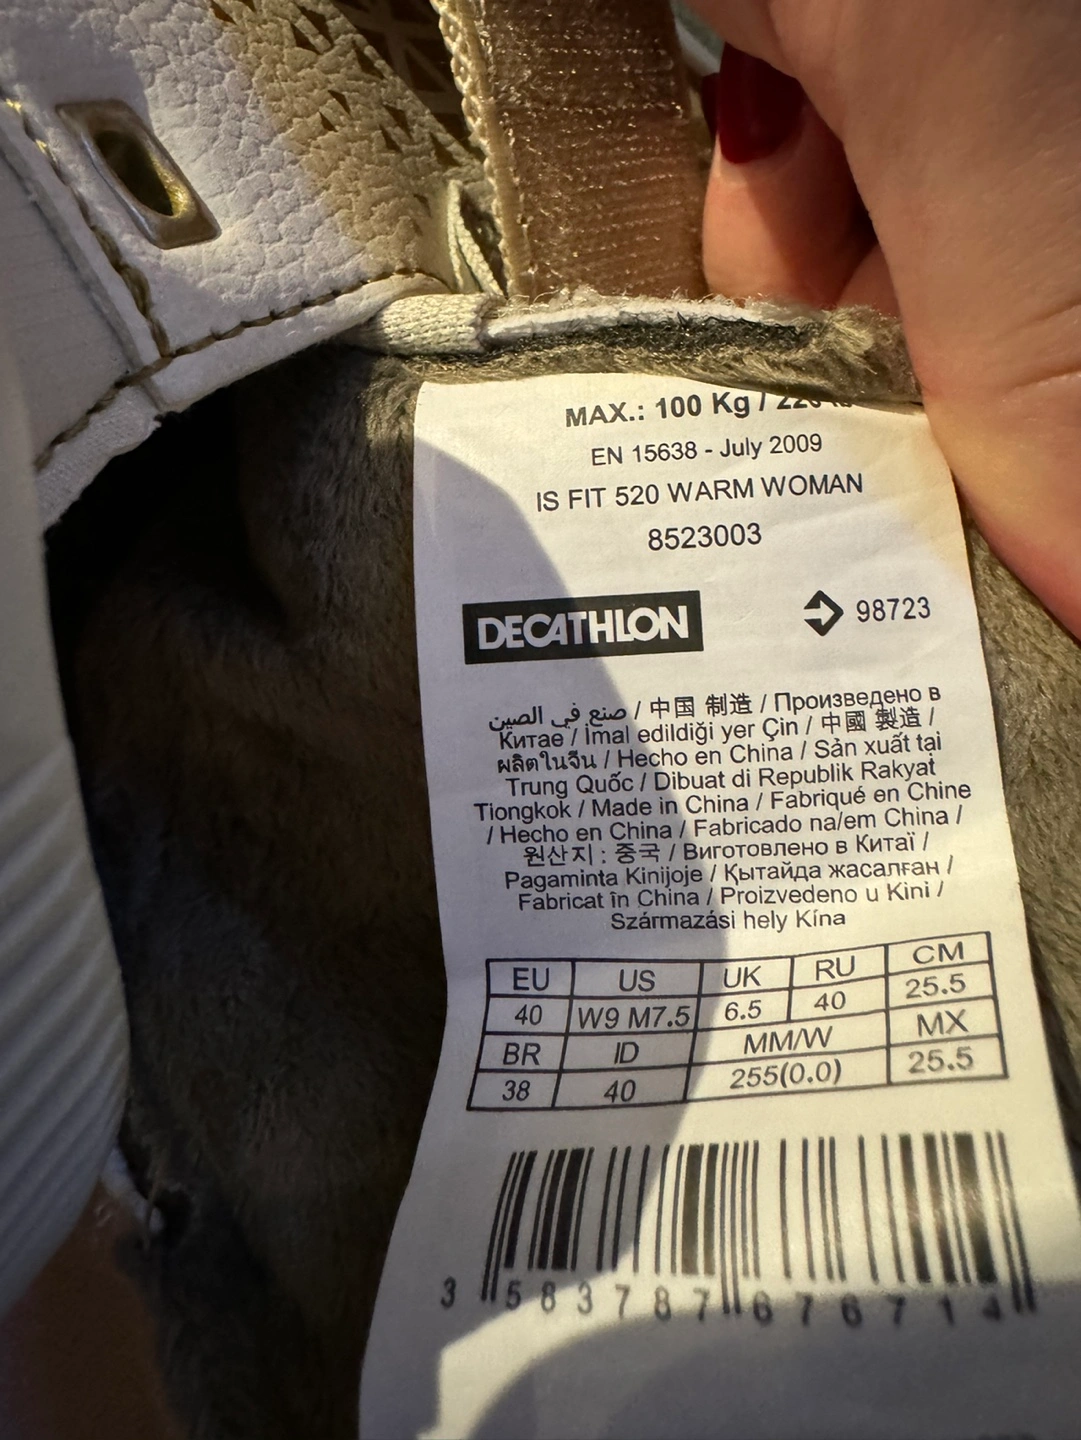 MAX.: 100 Kg /
EN 15638 - July 2009
IS FIT 520 WARM WOMAN
8523003
DECATHLON 98723
صنع في الصين / 中国 制造 / Произведено в
Китае / İmal edildiği yer Çin / 中國 製造 /
ผลิตในจีน / Hecho en China / Sản xuất tại
Trung Quốc / Dibuat di Republik Rakyat
Tiongkok / Made in China / Fabriqué en Chine
/ Hecho en China / Fabricado na/em China /
원산지 : 중국 / Виготовлено в Китаї /
Pagaminta Kinijoje / Қытайда жасалған /
Fabricat în China / Proizvedeno u Kini /
Származási hely Kína
EU US UK RU CM
40 W9 M7.5 6.5 40 25.5
BR ID MM/W MX
38 40 255(0.0) 25.5
3 583787 676714